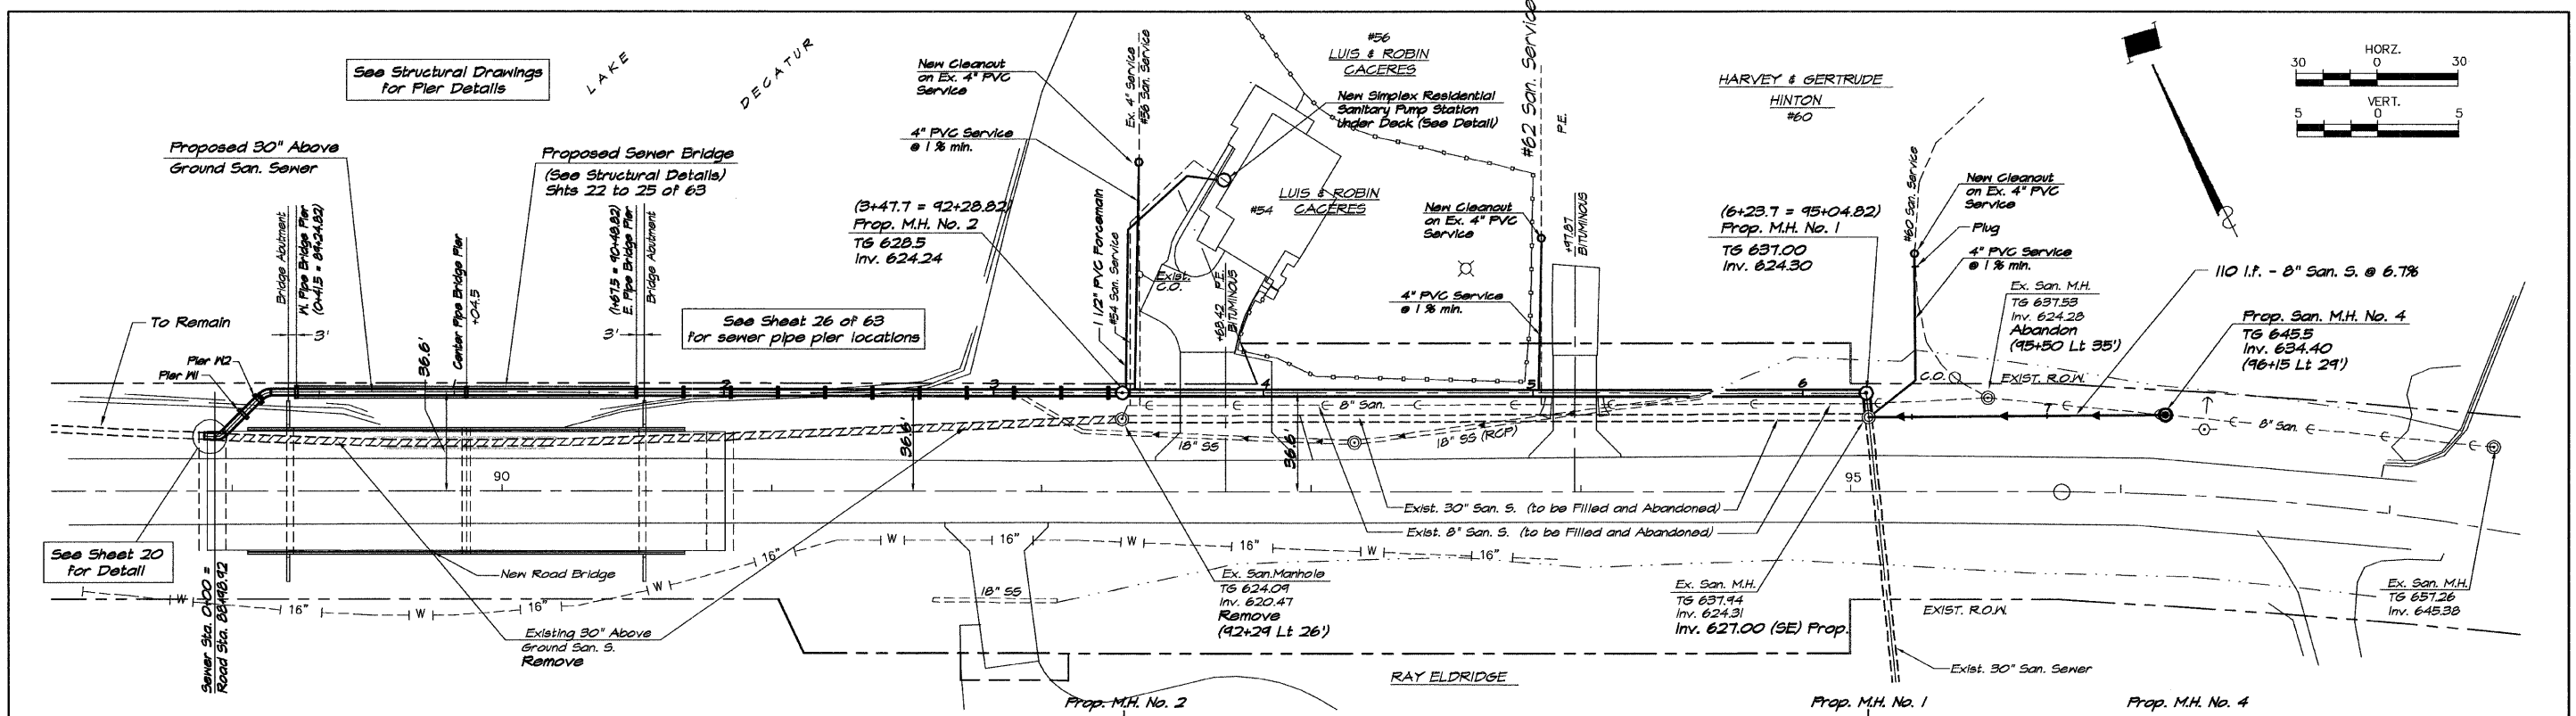 See Structural Drawings
for Pier Details
LAKE
DECATUR
Proposed 30" Above
Ground San. Sewer
Proposed Sewer Bridge
(See Structural Details)
Shts 22 to 25 of 63
Bridge Abutment
W. Pipe Bridge Pier
(0+41.5 = 89+24.82)
3'
Center Pipe Bridge Pier
+04.5
(1+67.5 = 90+48.82)
E. Pipe Bridge Pier
Bridge Abutment
3'
To Remain
Pier W2
Pier W1
36.6'
See Sheet 26 of 63
for sewer pipe pier locations
New Cleanout
on Ex. 4" PVC
Service
4" PVC Service
@ 1 % min.
Ex. 4" Service
#56 San. Service
(3+47.7 = 92+28.82)
Prop. M.H. No. 2
TG 628.5
Inv. 624.24
1 1/2" PVC Forcemain
#54 San. Service
Exist.
C.O.
#56
LUIS & ROBIN
CACERES
New Simplex Residential
Sanitary Pump Station
Under Deck (See Detail)
LUIS & ROBIN
CACERES
#54
+68.42 P.E.
BITUMINOUS
#62 San. Service
P.E.
New Cleanout
on Ex. 4" PVC
Service
4" PVC Service
@ 1 % min.
+97.87
BITUMINOUS
HARVEY & GERTRUDE
HINTON
#60
(6+23.7 = 95+04.82)
Prop. M.H. No. 1
TG 637.00
Inv. 624.30
#60 San. Service
New Cleanout
on Ex. 4" PVC
Service
Plug
4" PVC Service
@ 1 % min.
Ex. San. M.H.
TG 637.53
Inv. 624.28
Abandon
(95+50 Lt 35')
C.O.
EXIST. R.O.W.
110 l.f. - 8" San. S. @ 6.7%
Prop. San. M.H. No. 4
TG 645.5
Inv. 634.40
(96+15 Lt 29')
HORZ.
30 0 30
VERT.
5 0 5
2 3 4 5 6 7
8" San.
8" San.
18" SS
18" SS (RCP)
36.6'
36.6'
90
95
See Sheet 20
for Detail
Sewer Sta. 0+00 =
Road Sta. 88+98.92
New Road Bridge
W 16" W 16" W W 16" W 16" W 16"
Existing 30" Above
Ground San. S.
Remove
18" SS
Ex. San.Manhole
TG 624.09
Inv. 620.47
Remove
(92+29 Lt 26')
Exist. 30" San. S. (to be Filled and Abandoned)
Exist. 8" San. S. (to be Filled and Abandoned)
Ex. San. M.H.
TG 637.94
Inv. 624.31
Inv. 627.00 (SE) Prop.
EXIST. R.O.W.
Exist. 30" San. Sewer
Ex. San. M.H.
TG 657.26
Inv. 645.38
RAY ELDRIDGE
Prop. M.H. No. 2
Prop. M.H. No. 1
Prop. M.H. No. 4